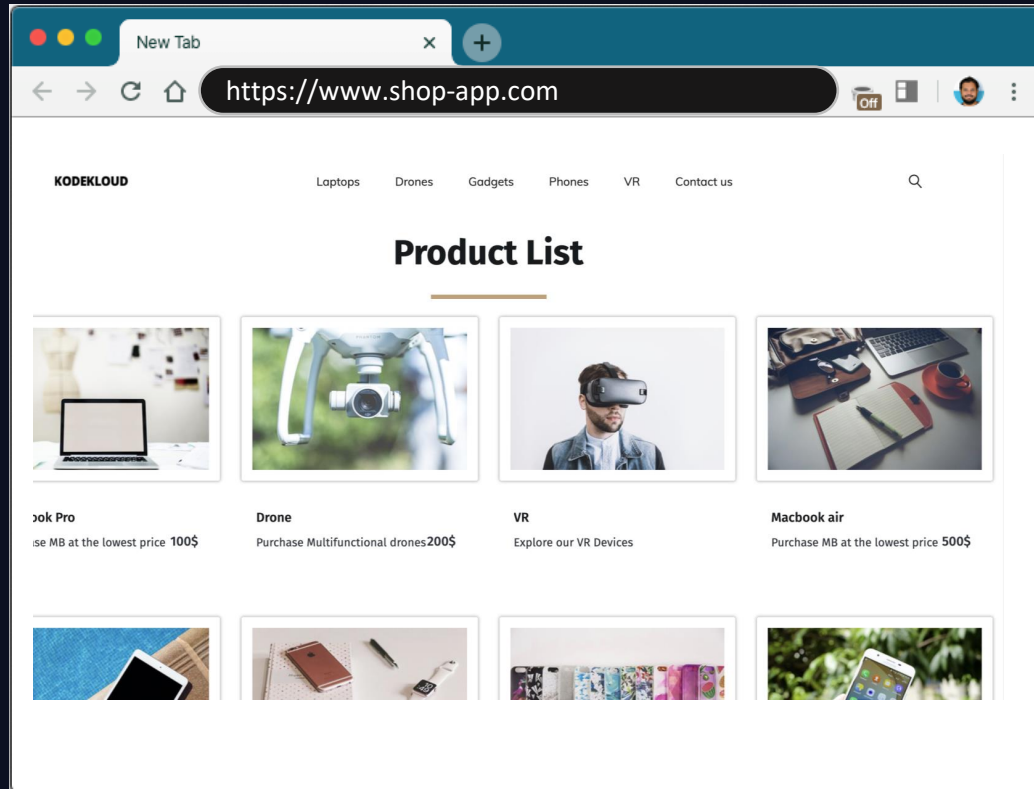 New Tab
https://www.shop-app.com
Off
KODEKLOUD Laptops Drones Gadgets Phones VR Contact us
Product List
ook Pro
se MB at the lowest price 100$
Drone
Purchase Multifunctional drones 200$
VR
Explore our VR Devices
Macbook air
Purchase MB at the lowest price 500$